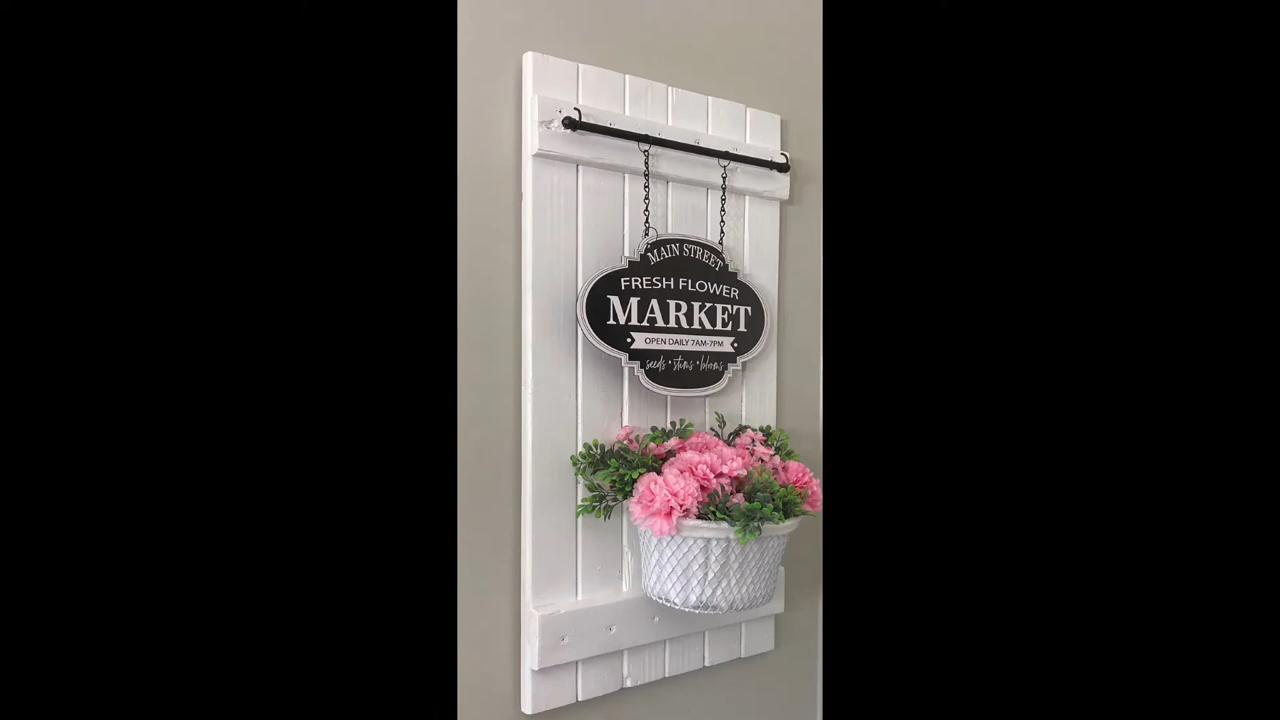 MAIN STREET
FRESH FLOWER
MARKET
OPEN DAILY 7AM-7PM
seeds • stems • blooms